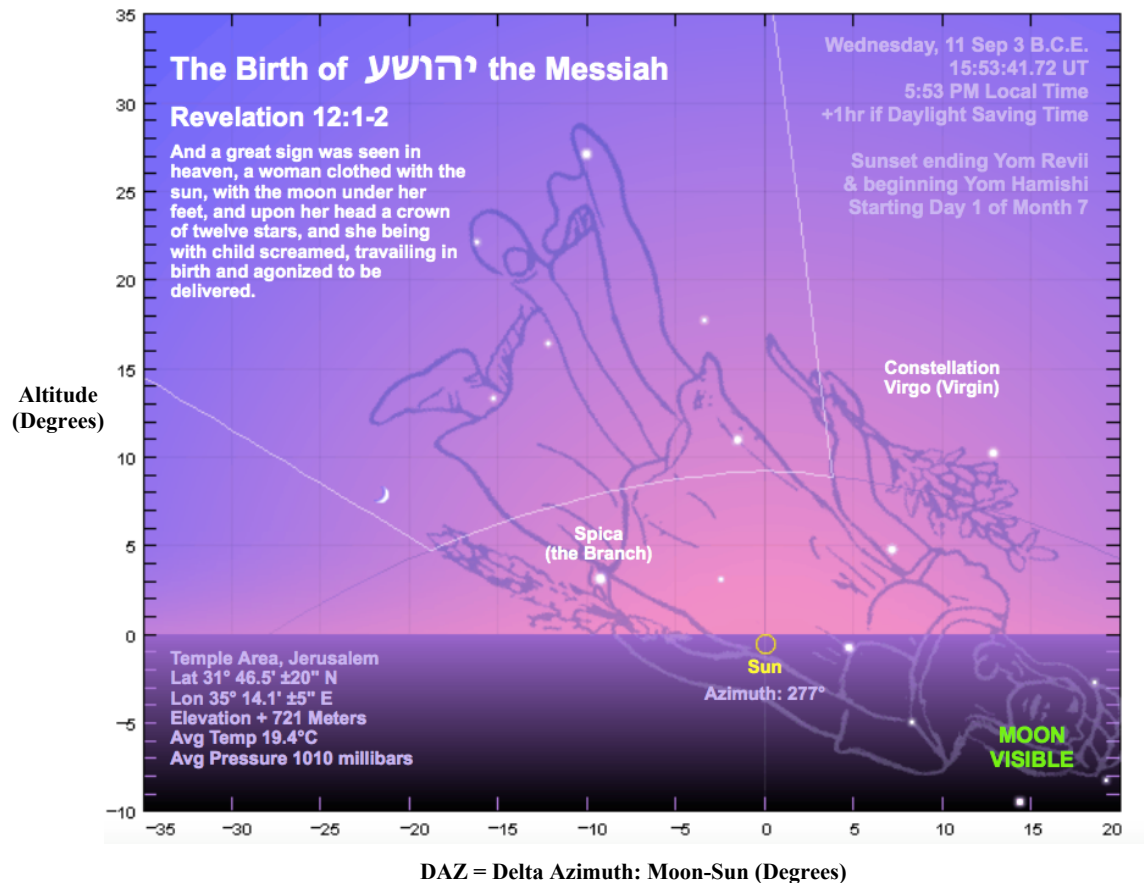 The Birth of יהושע the Messiah
Revelation 12:1-2
And a great sign was seen in
heaven, a woman clothed with the
sun, with the moon under her
feet, and upon her head a crown
of twelve stars, and she being
with child screamed, travailing in
birth and agonized to be
delivered.
Wednesday, 11 Sep 3 B.C.E.
15:53:41.72 UT
5:53 PM Local Time
+1hr if Daylight Saving Time
Sunset ending Yom Revii
& beginning Yom Hamishi
Starting Day 1 of Month 7
Constellation
Virgo (Virgin)
Spica
(the Branch)
Sun
Azimuth: 277°
MOON
VISIBLE
Temple Area, Jerusalem
Lat 31° 46.5' ±20" N
Lon 35° 14.1' ±5" E
Elevation + 721 Meters
Avg Temp 19.4°C
Avg Pressure 1010 millibars
Altitude
(Degrees)
35
30
25
20
15
10
5
0
−5
−10
−35 −30 −25 −20 −15 −10 −5 0 5 10 15 20
DAZ = Delta Azimuth: Moon-Sun (Degrees)